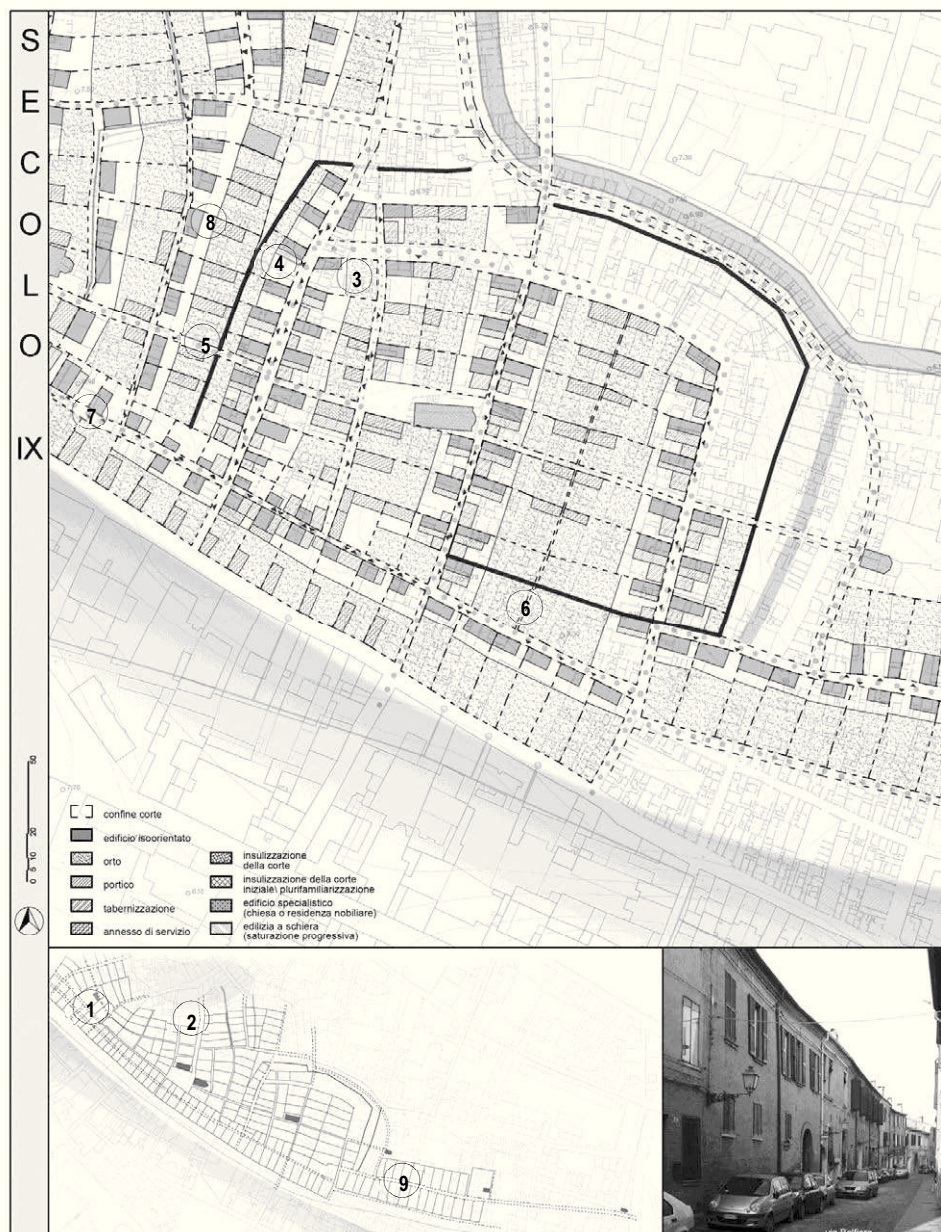 S
E
C
O
L
O
IX
8
4
3
5
7
6
50
20
10
5
0
confine corte
edificio isoorientato
orto
portico
tabernizzazione
annesso di servizio
insulizzazione
della corte
insulizzazione della corte
iniziale\ plurifamiliarizzazione
edificio specialistico
(chiesa o residenza nobiliare)
edilizia a schiera
(saturazione progressiva)
1
2
9